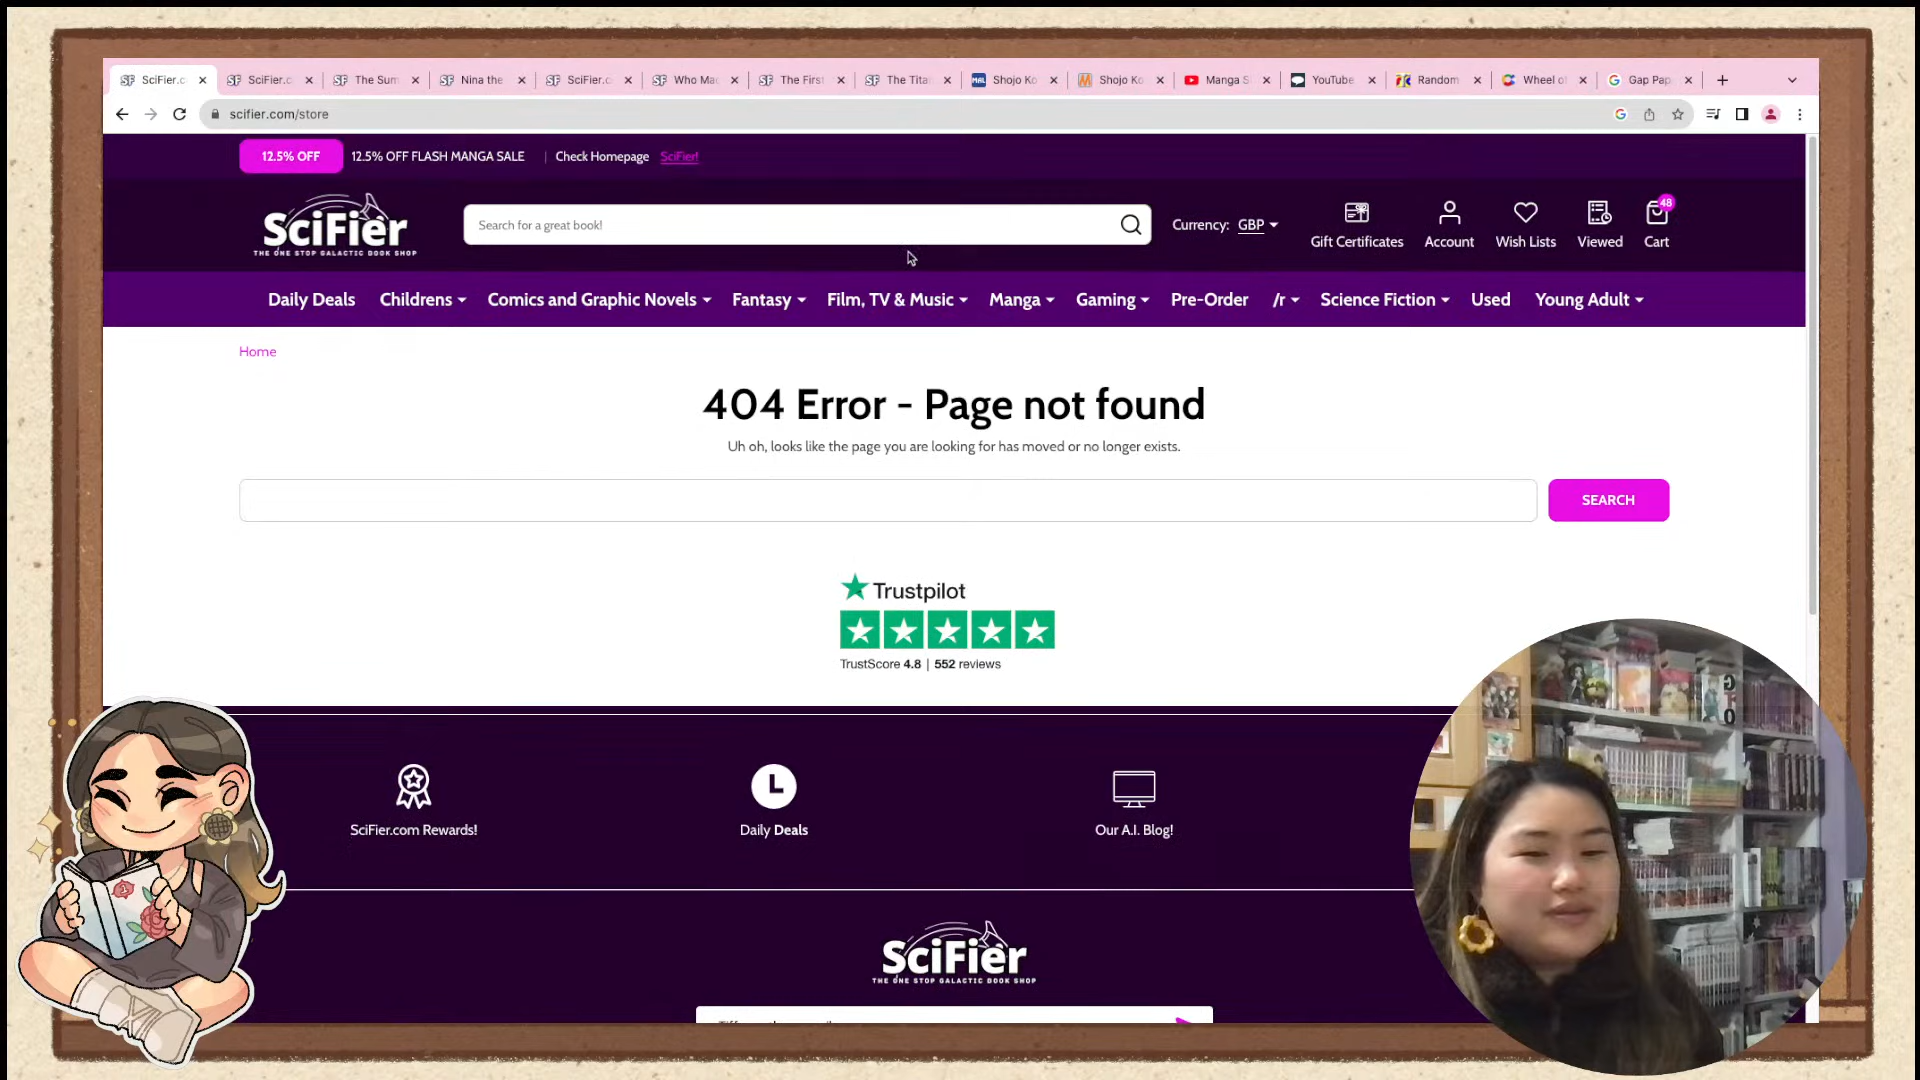 SciFier.c
SciFier.c
The Sum
Nina the
SciFier.c
Who Mac
The First
The Tita
Shojo Ko
Shojo Ko
Manga S
YouTube
Random
Wheel o
Gap Pap
scifier.com/store
12.5% OFF
12.5% OFF FLASH MANGA SALE
Check Homepage
SciFier!
SciFier
THE ONE STOP GALACTIC BOOK SHOP
Search for a great book!
Currency: GBP
Gift Certificates
Account
Wish Lists
Viewed
48
Cart
Daily Deals
Childrens
Comics and Graphic Novels
Fantasy
Film, TV & Music
Manga
Gaming
Pre-Order
/r
Science Fiction
Used
Young Adult
Home
404 Error - Page not found
Uh oh, looks like the page you are looking for has moved or no longer exists.
SEARCH
Trustpilot
TrustScore 4.8 | 552 reviews
SciFier.com Rewards!
Daily Deals
Our A.I. Blog!
SciFier
THE ONE STOP GALACTIC BOOK SHOP